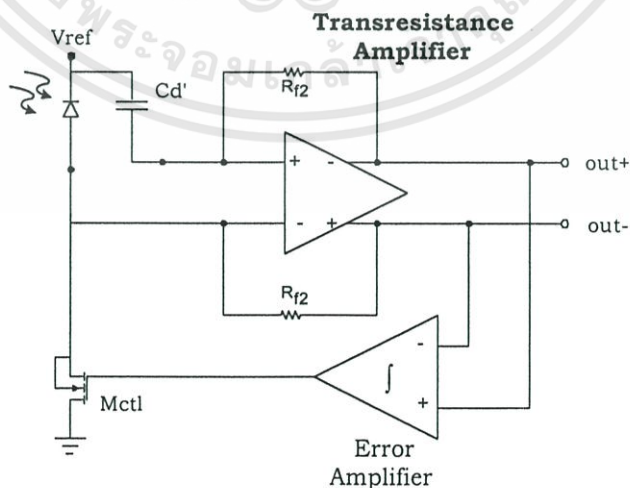 Transresistance
Amplifier
Vref
Cd'
Rf2
+ -
out+
- +
out-
Rf2
-
∫
+
Mctl
Error
Amplifier